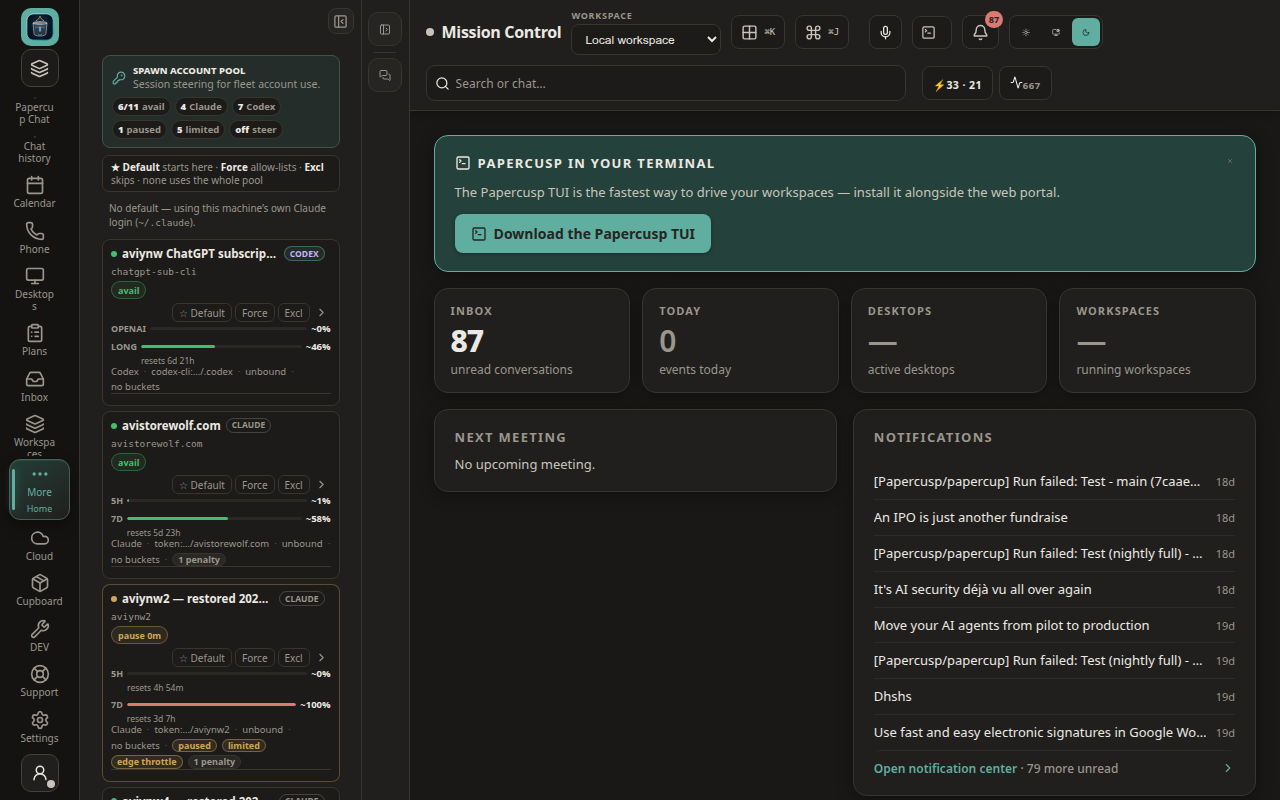 Papercu
p Chat
Chat
history
Calendar
Phone
Desktop
s
Plans
Inbox
Workspa
ces
More
Home
Cloud
Cupboard
DEV
Support
Settings
SPAWN ACCOUNT POOL
Session steering for fleet account use.
6/11 avail 4 Claude 7 Codex
1 paused 5 limited off steer
★ Default starts here · Force allow-lists · Excl
skips · none uses the whole pool
No default — using this machine's own Claude
login (~/.claude).
aviynw ChatGPT subscrip... CODEX
chatgpt-sub-cli
avail
☆ Default Force Excl
OPENAI ~0%
LONG ~46%
resets 6d 21h
Codex · codex-cli:.../.codex · unbound ·
no buckets
avistorewolf.com CLAUDE
avistorewolf.com
avail
☆ Default Force Excl
5H ~1%
7D ~58%
resets 5d 23h
Claude · token:.../avistorewolf.com · unbound ·
no buckets · 1 penalty
aviynw2 — restored 202... CLAUDE
aviynw2
pause 0m
☆ Default Force Excl
5H ~0%
resets 4h 54m
7D ~100%
resets 3d 7h
Claude · token:.../aviynw2 · unbound ·
no buckets · paused limited
edge throttle 1 penalty
Mission Control
WORKSPACE
Local workspace
⌘K
⌘J
87
Search or chat...
⚡33 · 21
667
PAPERCUSP IN YOUR TERMINAL
The Papercusp TUI is the fastest way to drive your workspaces — install it alongside the web portal.
Download the Papercusp TUI
INBOX
87
unread conversations
TODAY
0
events today
DESKTOPS
—
active desktops
WORKSPACES
—
running workspaces
NEXT MEETING
No upcoming meeting.
NOTIFICATIONS
[Papercusp/papercup] Run failed: Test - main (7caae... 18d
An IPO is just another fundraise 18d
[Papercusp/papercup] Run failed: Test (nightly full) - ... 18d
It's AI security déjà vu all over again 18d
Move your AI agents from pilot to production 19d
[Papercusp/papercup] Run failed: Test (nightly full) - ... 19d
Dhshs 19d
Use fast and easy electronic signatures in Google Wo... 19d
Open notification center · 79 more unread